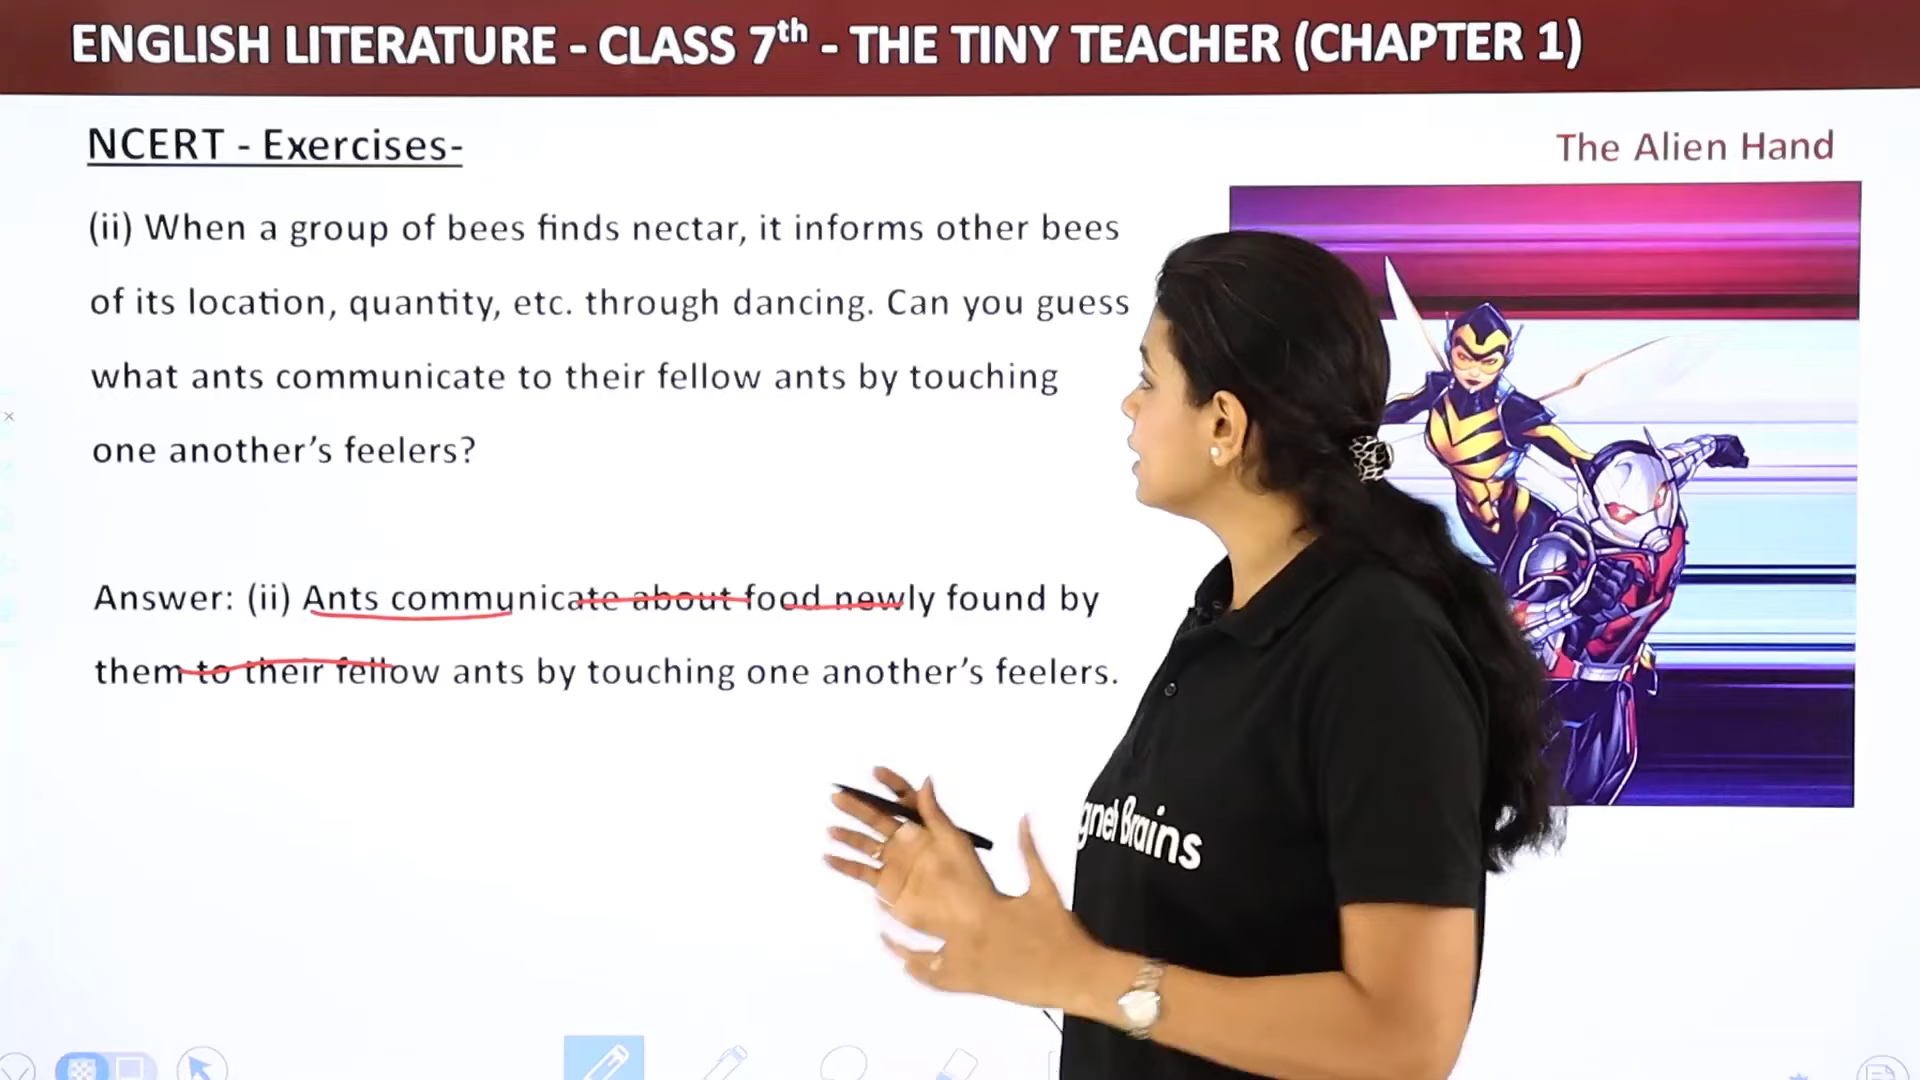 ENGLISH LITERATURE - CLASS 7th - THE TINY TEACHER (CHAPTER 1)
NCERT - Exercises-
The Alien Hand
(ii) When a group of bees finds nectar, it informs other bees
of its location, quantity, etc. through dancing. Can you guess
what ants communicate to their fellow ants by touching
one another’s feelers?
Answer: (ii) Ants communicate about food newly found by
them to their fellow ants by touching one another’s feelers.
gnet Brains